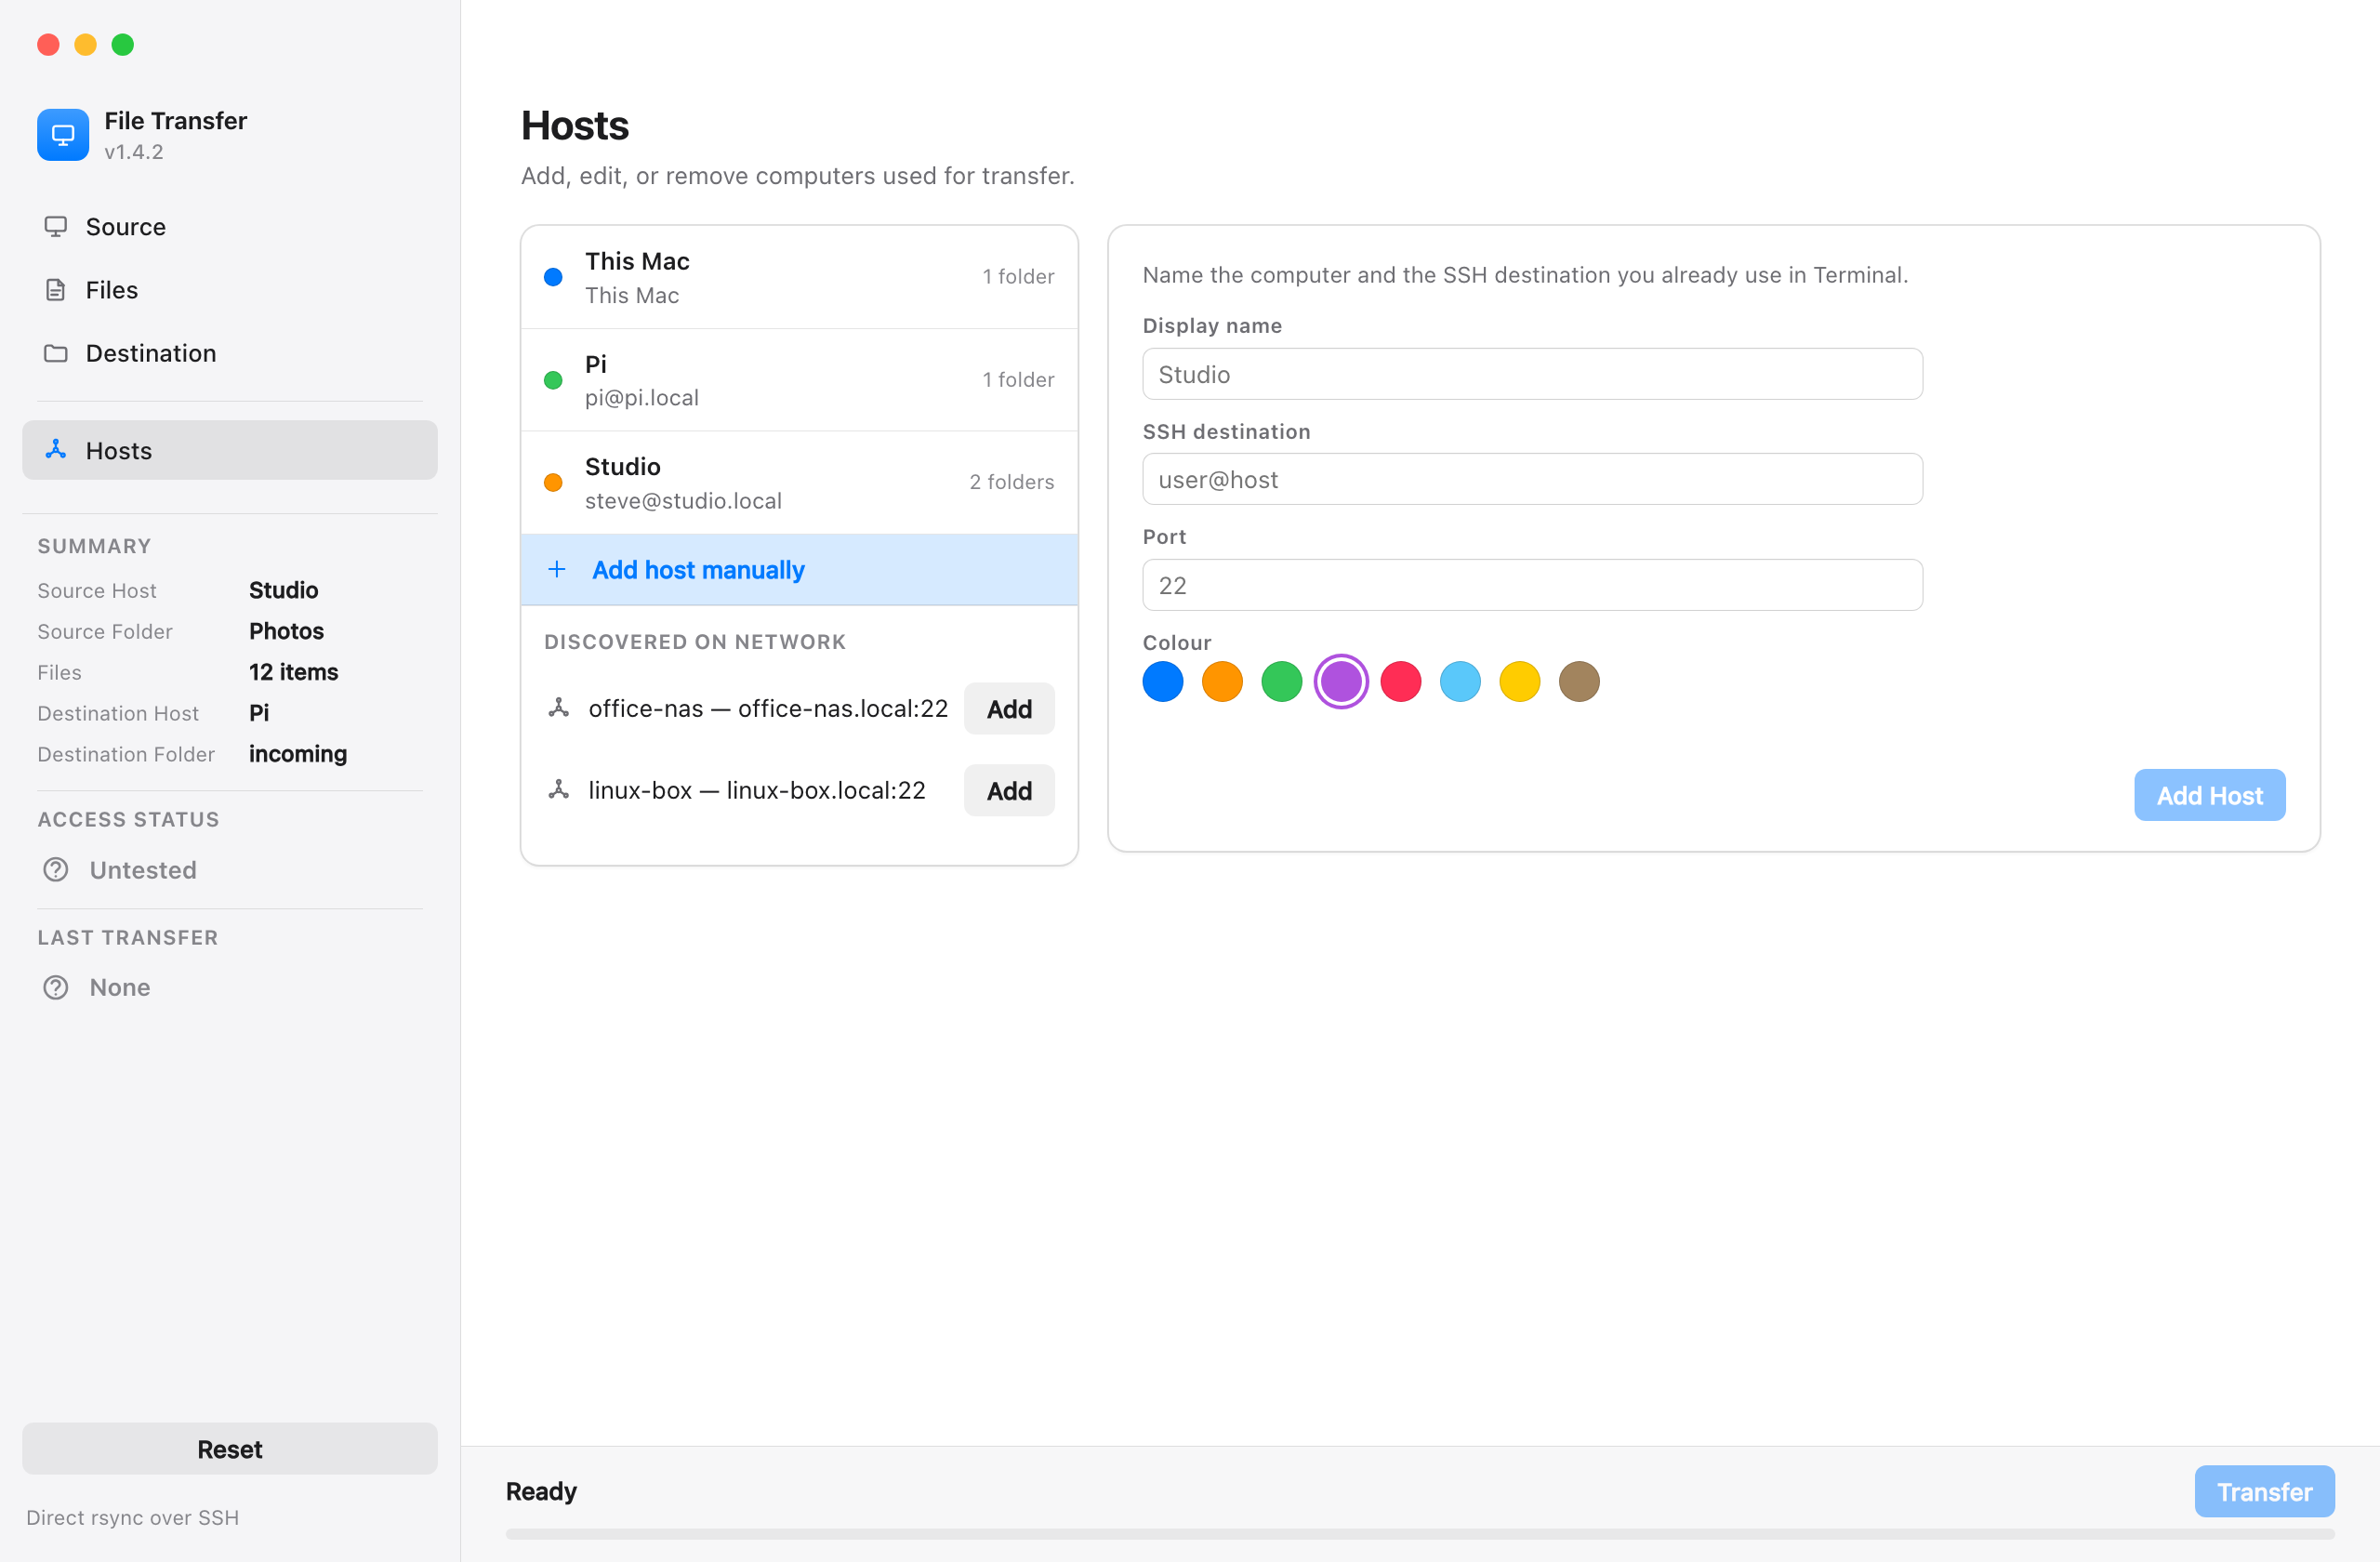 File Transfer
v1.4.2
Source
Files
Destination
Hosts
SUMMARY
Source Host Studio
Source Folder Photos
Files 12 items
Destination Host Pi
Destination Folder incoming
ACCESS STATUS
Untested
LAST TRANSFER
None
Reset
Direct rsync over SSH
Hosts
Add, edit, or remove computers used for transfer.
This Mac
This Mac
1 folder
Pi
pi@pi.local
1 folder
Studio
steve@studio.local
2 folders
Add host manually
DISCOVERED ON NETWORK
office-nas — office-nas.local:22 Add
linux-box — linux-box.local:22 Add
Name the computer and the SSH destination you already use in Terminal.
Display name
Studio
SSH destination
user@host
Port
22
Colour
Add Host
Ready
Transfer